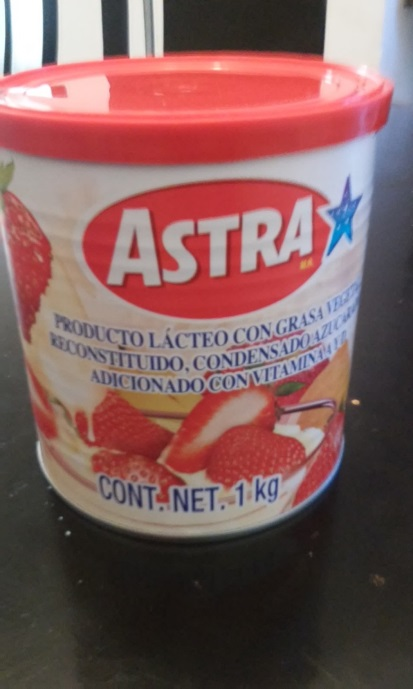 ASTRA
M.R.
PRODUCTO LÁCTEO CON GRASA VEGETAL
RECONSTITUIDO, CONDENSADO AZUCARADO
ADICIONADO CON VITAMINA A Y D.
CONT. NET. 1 kg